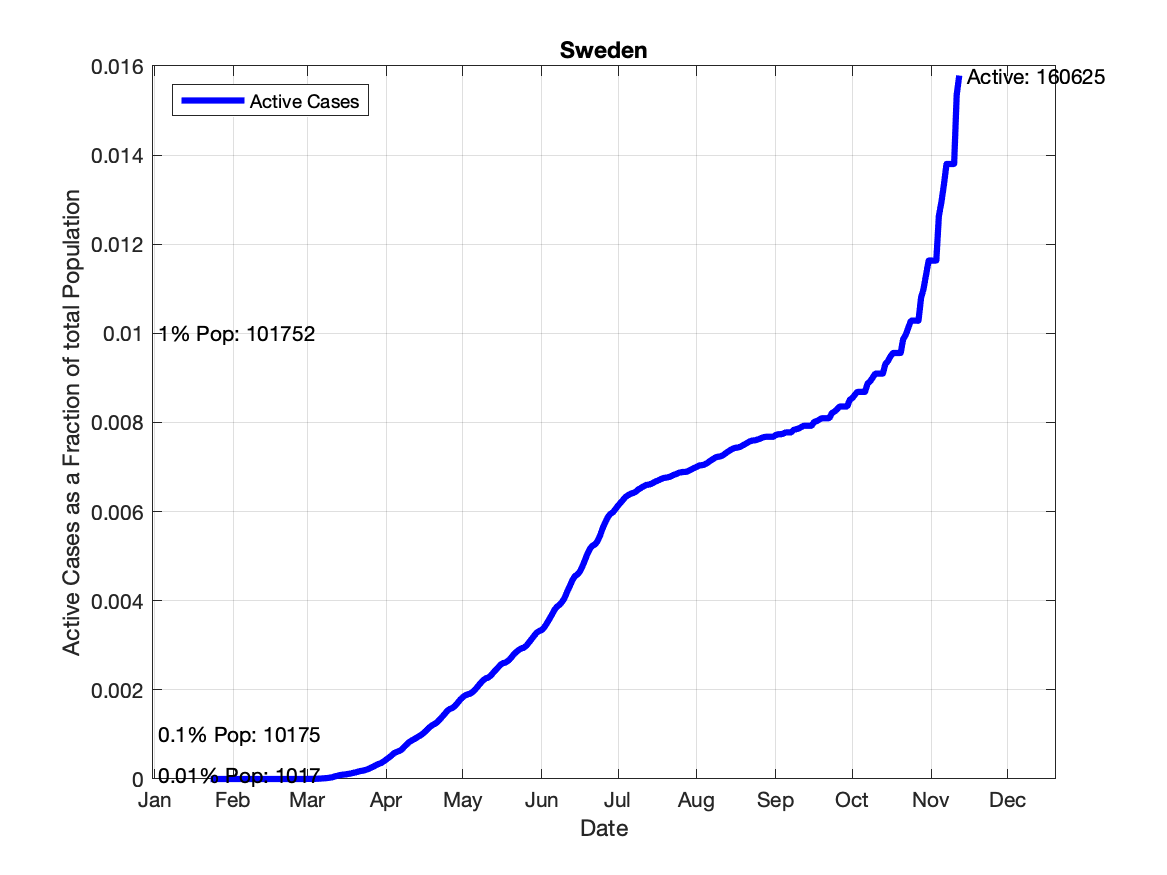 Sweden
0.016
Active: 160625
Active Cases
0.014
0.012
0.01
1% Pop: 101752
0.008
0.006
0.004
0.002
0.1% Pop: 10175
0
0.01% Pop: 1017
Active Cases as a Fraction of total Population
Jan Feb Mar Apr May Jun Jul Aug Sep Oct Nov Dec
Date